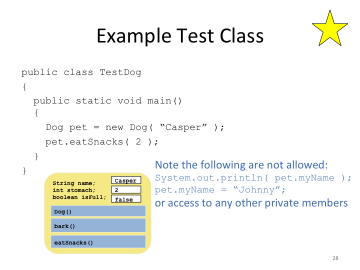 Example Test Class
public class TestDog
{
public static void main()
{
Dog pet = new Dog( “Casper” );
pet.eatSnacks( 2 );
}
}
Note the following are not allowed:
System.out.println( pet.myName );
pet.myName = “Johnny”;
or access to any other private members
String name; Casper
int stomach; 2
boolean isFull; false
Dog()
bark()
eatSnacks()
28